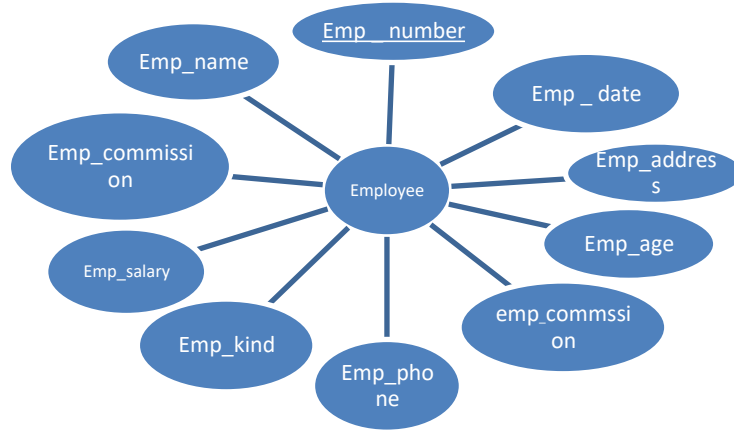 Emp _ number
Emp_name
Emp _ date
Emp_commissi
on
Emp_addres
s
Employee
Emp_salary
Emp_age
Emp_kind
emp_commssi
on
Emp_pho
ne